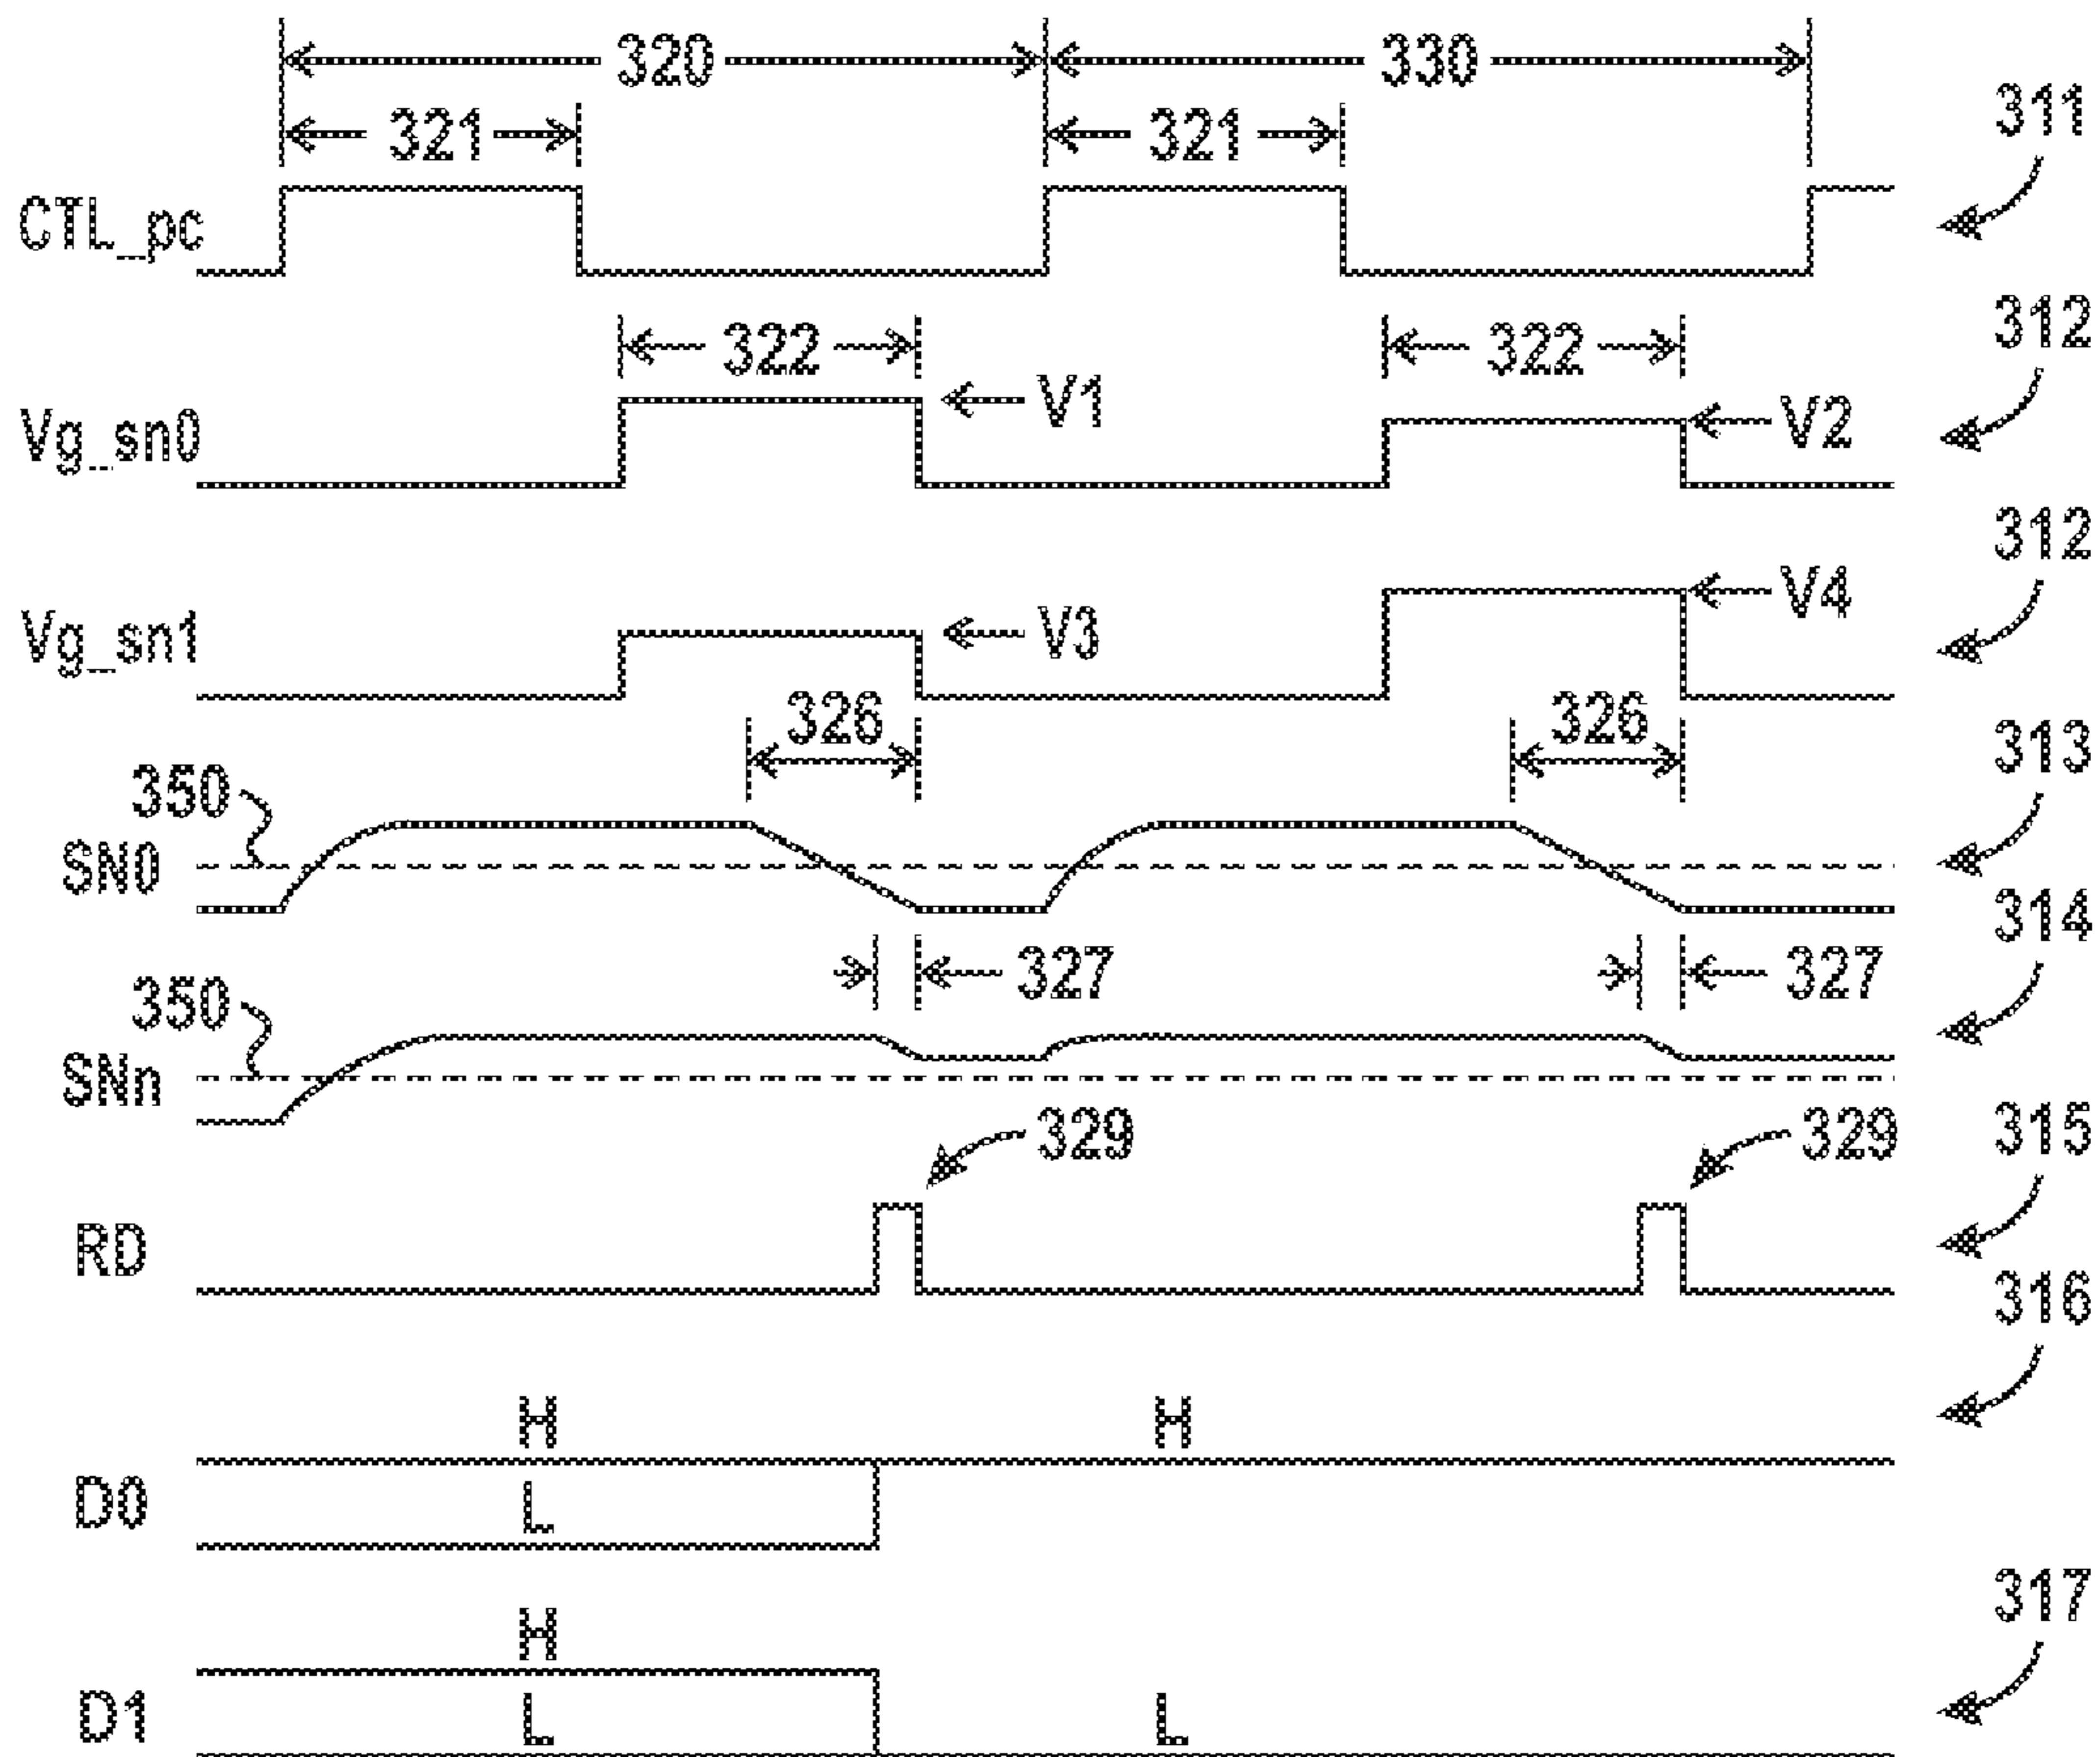 320 330
321 321 311
CTL_pc
322 322 312
V1 V2
Vg_sn0
312
V3 V4
Vg_sn1
326 326 313
350
SN0
314
327 327
350
SNn
329 329 315
RD
316
H H
D0 L
317
H
D1 L L